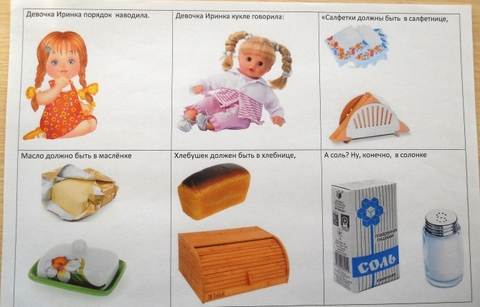 Девочка Иринка порядок наводила.
Девочка Иринка кукле говорила:
«Салфетки должны быть в салфетнице,
Масло должно быть в маслёнке
Хлебушек должен быть в хлебнице,
А соль? Ну, конечно, в солонке
СОЛЬ